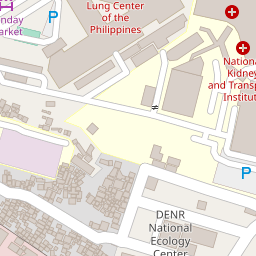 Lung Center
of the
Philippines
nday
arket
P
National
Kidney
and Transp
Institut
P
DENR
National
Ecology
Center